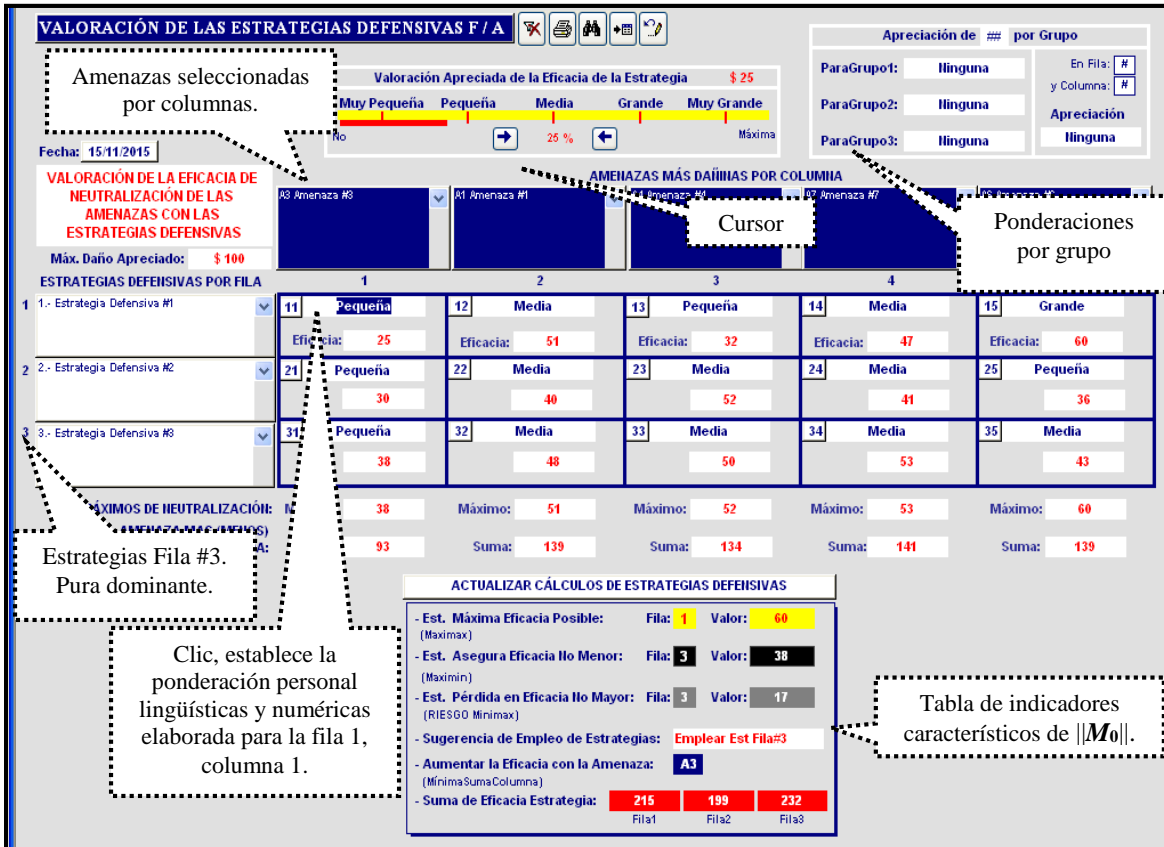 VALORACIÓN DE LAS ESTRATEGIAS DEFENSIVAS F / A
Amenazas seleccionadas
por columnas.
Valoración Apreciada de la Eficacia de la Estrategia $ 25
Muy Pequeña Pequeña Media Grande Muy Grande
No 25 % Máxima
Apreciación de ## por Grupo
ParaGrupo1: Ninguna
ParaGrupo2: Ninguna
ParaGrupo3: Ninguna
En Fila: #
y Columna: #
Apreciación
Ninguna
Fecha: 15/11/2015
VALORACIÓN DE LA EFICACIA DE
NEUTRALIZACIÓN DE LAS
AMENAZAS CON LAS
ESTRATEGIAS DEFENSIVAS
Máx. Daño Apreciado: $ 100
AMENAZAS MÁS DAÑINAS POR COLUMNA
A3 Amenaza #3 A1 Amenaza #1 Amenaza #7
Cursor
Ponderaciones
por grupo
ESTRATEGIAS DEFENSIVAS POR FILA 1 2 3 4
1 1.- Estrategia Defensiva #1
11 Pequeña 12 Media 13 Pequeña 14 Media 15 Grande
Eficacia: 25 Eficacia: 51 Eficacia: 32 Eficacia: 47 Eficacia: 60
2 2.- Estrategia Defensiva #2
21 Pequeña 22 Media 23 Media 24 Media 25 Pequeña
30 40 52 41 36
3 3.- Estrategia Defensiva #3
31 Pequeña 32 Media 33 Media 34 Media 35 Media
38 48 50 53 43
MÁXIMOS DE NEUTRALIZACIÓN: 38 Máximo: 51 Máximo: 52 Máximo: 53 Máximo: 60
93 Suma: 139 Suma: 134 Suma: 141 Suma: 139
Estrategias Fila #3.
Pura dominante.
Clic, establece la
ponderación personal
lingüísticas y numéricas
elaborada para la fila 1,
columna 1.
ACTUALIZAR CÁLCULOS DE ESTRATEGIAS DEFENSIVAS
- Est. Máxima Eficacia Posible: Fila: 1 Valor: 60
(Maximax)
- Est. Asegura Eficacia No Menor: Fila: 3 Valor: 38
(Maximin)
- Est. Pérdida en Eficacia No Mayor: Fila: 3 Valor: 17
(RIESGO Minimax)
- Sugerencia de Empleo de Estrategias: Emplear Est Fila#3
- Aumentar la Eficacia con la Amenaza: A3
(MínimaSumaColumna)
- Suma de Eficacia Estrategia: 215 199 232
Fila1 Fila2 Fila3
Tabla de indicadores
característicos de ||M0||.